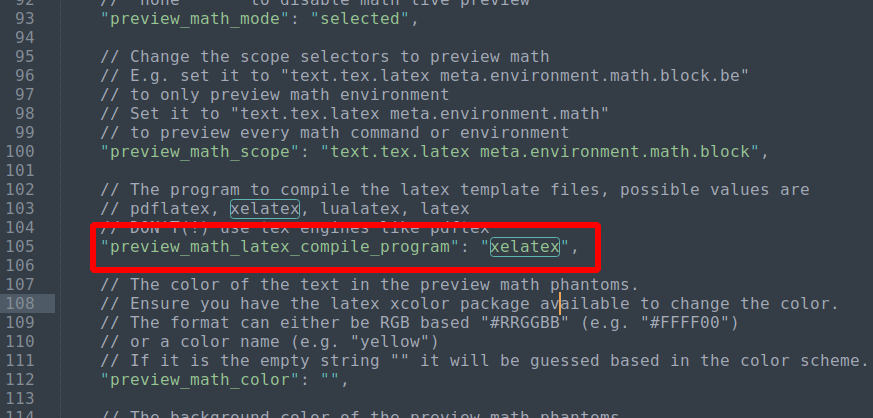 92 // "none" to disable math live preview
93 "preview_math_mode": "selected",
94
95 // Change the scope selectors to preview math
96 // E.g. set it to "text.tex.latex meta.environment.math.block.be"
97 // to only preview math environment
98 // Set it to "text.tex.latex meta.environment.math"
99 // to preview every math command or environment
100 "preview_math_scope": "text.tex.latex meta.environment.math.block",
101
102 // The program to compile the latex template files, possible values are
103 // pdflatex, xelatex, lualatex, latex
104 // DON'T(!) use tex engines like pdftex
105 "preview_math_latex_compile_program": "xelatex",
106
107 // The color of the text in the preview math phantoms.
108 // Ensure you have the latex xcolor package available to change the color.
109 // The format can either be RGB based "#RRGGBB" (e.g. "#FFFF00")
110 // or a color name (e.g. "yellow")
111 // If it is the empty string "" it will be guessed based in the color scheme.
112 "preview_math_color": "",
113
114 // The background color of the preview math phantoms